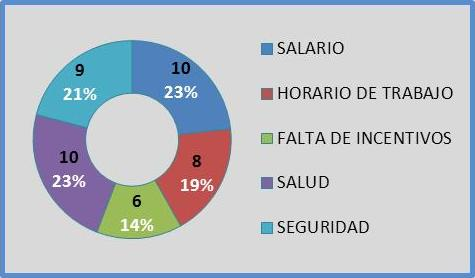 9
21%
10
23%
10
23%
8
19%
6
14%
SALARIO
HORARIO DE TRABAJO
FALTA DE INCENTIVOS
SALUD
SEGURIDAD